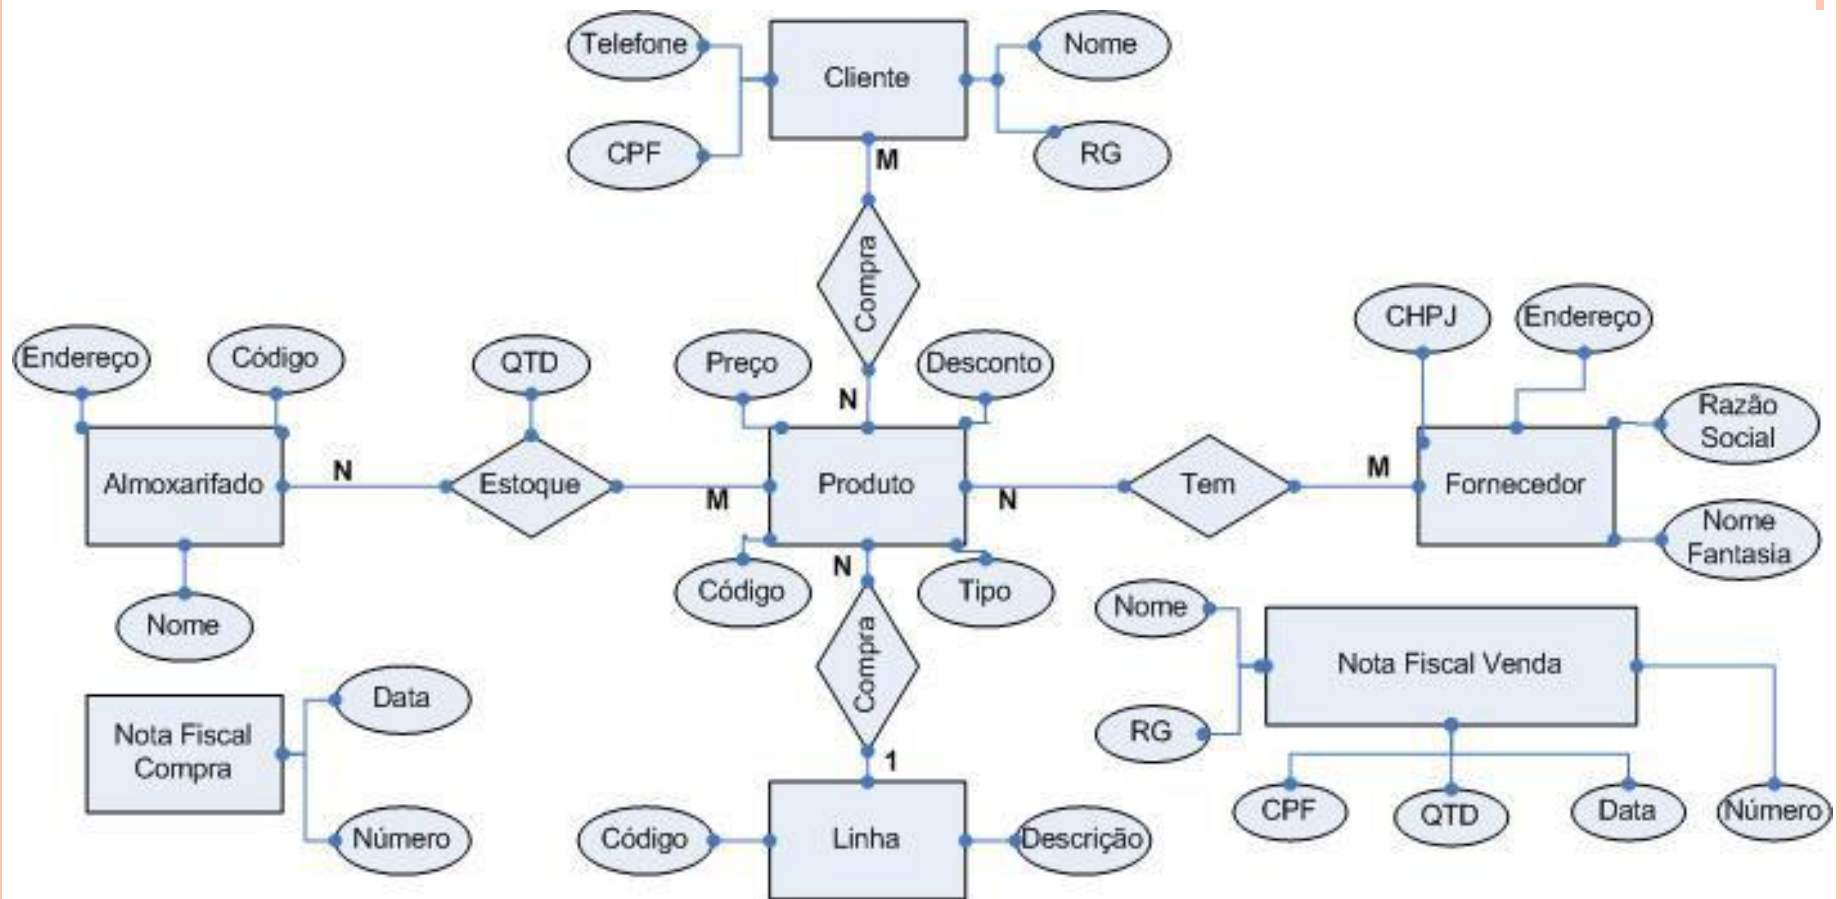 Telefone
Cliente
Nome
CPF
M
RG
Compra
CHPJ
Endereço
Endereço
Código
QTD
Preço
Desconto
N
Razão
Social
Almoxarifado
N
Estoque
M
Produto
N
Tem
M
Fornecedor
Nome
Fantasia
N
Código
Tipo
Nome
Nome
Compra
Nota Fiscal Venda
RG
Data
Nota Fiscal
Compra
1
CPF
QTD
Data
Número
Número
Código
Linha
Descrição